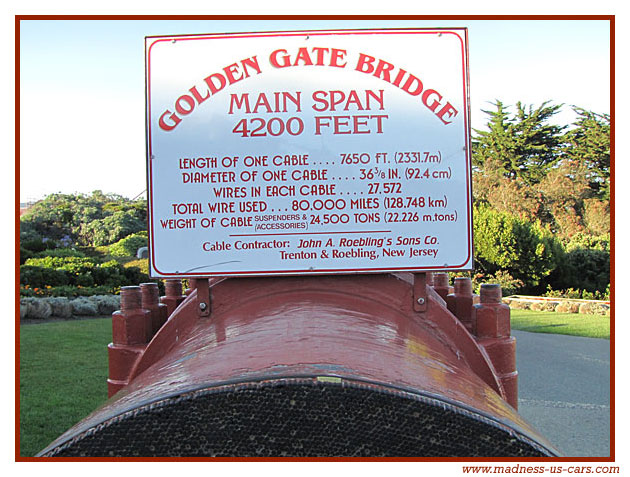 GOLDEN GATE BRIDGE
MAIN SPAN
4200 FEET
LENGTH OF ONE CABLE .... 7650 FT. (2331.7m)
DIAMETER OF ONE CABLE .... 36 3/8 IN. (92.4 cm)
WIRES IN EACH CABLE .... 27,572
TOTAL WIRE USED ... 80,000 MILES (128,748 km)
WEIGHT OF CABLE SUSPENDERS & (ACCESSORIES) 24,500 TONS (22,226 m.tons)
Cable Contractor: John A. Roebling's Sons Co.
Trenton & Roebling, New Jersey
www.madness-us-cars.com